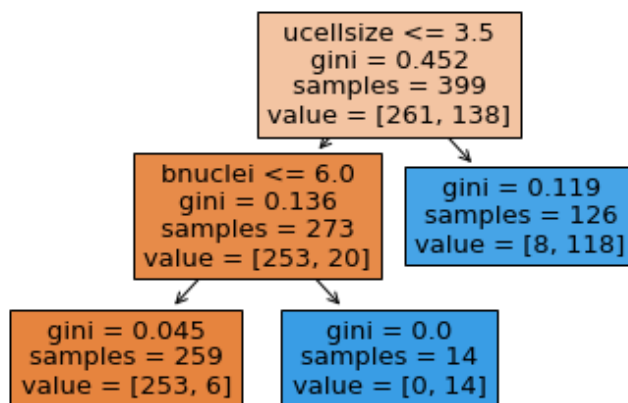 ucellsize <= 3.5
gini = 0.452
samples = 399
value = [261, 138]
bnuclei <= 6.0
gini = 0.136
samples = 273
value = [253, 20]
gini = 0.119
samples = 126
value = [8, 118]
gini = 0.045
samples = 259
value = [253, 6]
gini = 0.0
samples = 14
value = [0, 14]